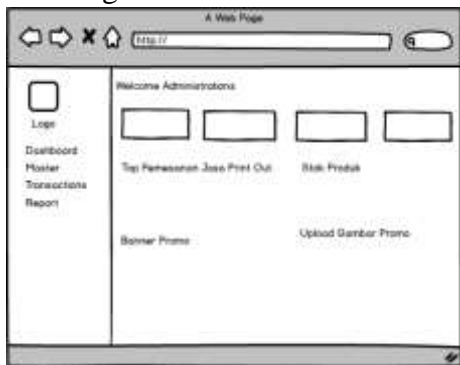 A Web Page
http://
Welcome Administrations
Logo
Dashboard
Master
Transactions
Report
Top Pemesanan Jasa Print Out
Stok Produk
Banner Promo
Upload Gambar Promo